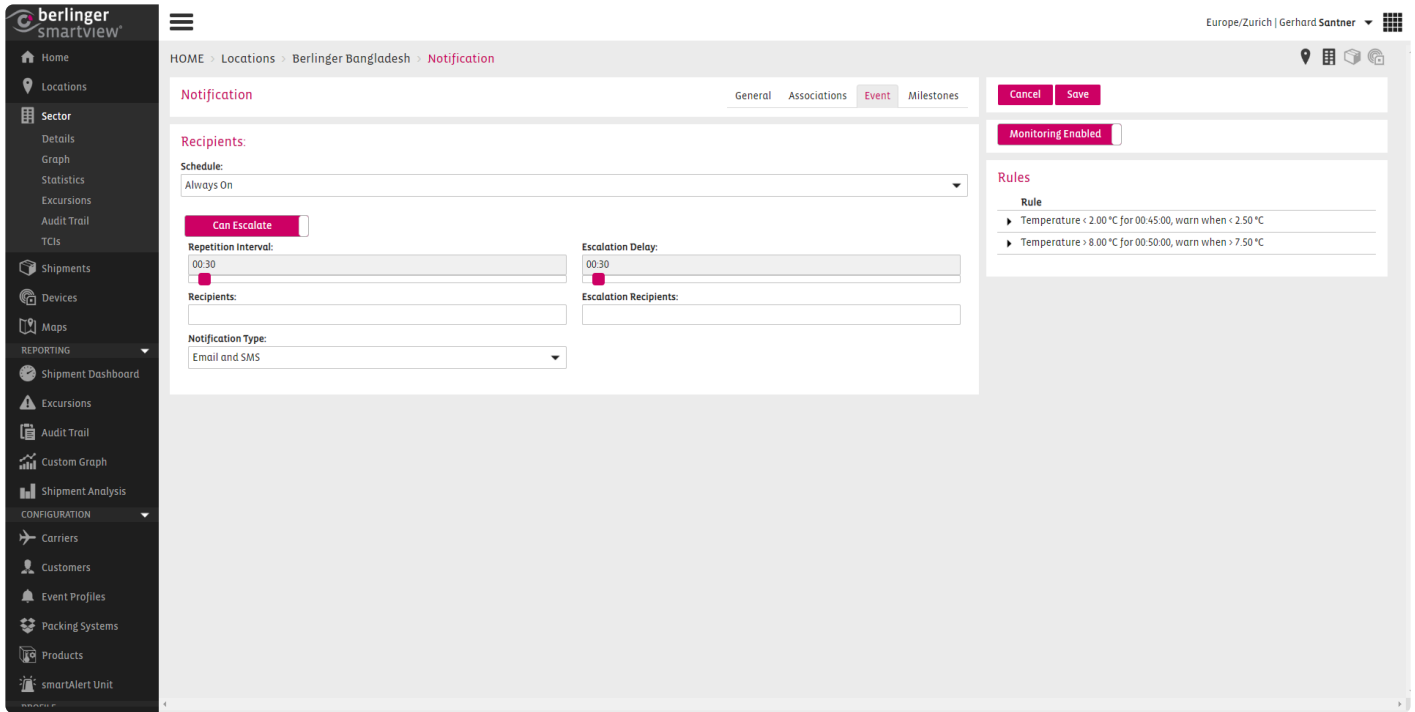 berlinger
smartview®
Europe/Zurich | Gerhard Santner
Home
Locations
Sector
Details
Graph
Statistics
Excursions
Audit Trail
TCIs
Shipments
Devices
Maps
REPORTING
Shipment Dashboard
Excursions
Audit Trail
Custom Graph
Shipment Analysis
CONFIGURATION
Carriers
Customers
Event Profiles
Packing Systems
Products
smartAlert Unit
HOME > Locations > Berlinger Bangladesh > Notification
Notification
General Associations Event Milestones
Recipients:
Schedule:
Always On
Can Escalate
Repetition Interval: Escalation Delay:
00:30 00:30
Recipients: Escalation Recipients:
Notification Type:
Email and SMS
Cancel Save
Monitoring Enabled
Rules
Rule
Temperature < 2.00 °C for 00:45:00, warn when < 2.50 °C
Temperature > 8.00 °C for 00:50:00, warn when > 7.50 °C